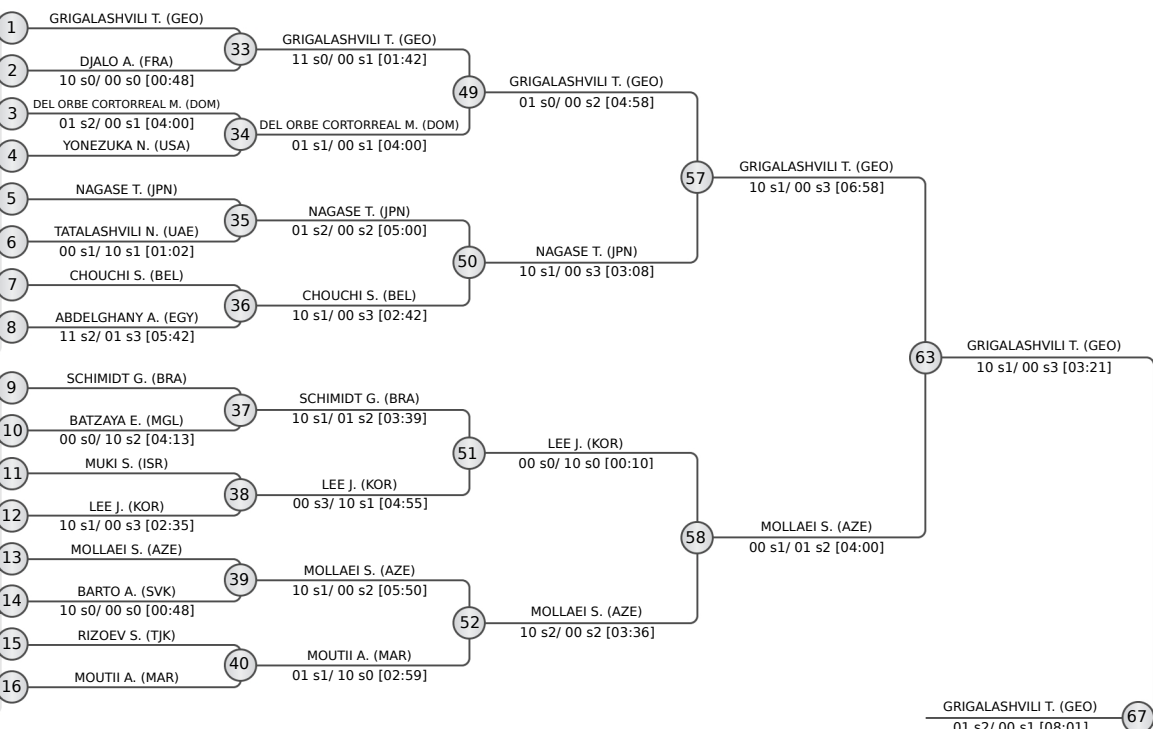 1
GRIGALASHVILI T. (GEO)
2
DJALO A. (FRA)
10 s0/ 00 s0 [00:48]
3
DEL ORBE CORTORREAL M. (DOM)
01 s2/ 00 s1 [04:00]
4
YONEZUKA N. (USA)
5
NAGASE T. (JPN)
6
TATALASHVILI N. (UAE)
00 s1/ 10 s1 [01:02]
7
CHOUCHI S. (BEL)
8
ABDELGHANY A. (EGY)
11 s2/ 01 s3 [05:42]
9
SCHIMIDT G. (BRA)
10
BATZAYA E. (MGL)
00 s0/ 10 s2 [04:13]
11
MUKI S. (ISR)
12
LEE J. (KOR)
10 s1/ 00 s3 [02:35]
13
MOLLAEI S. (AZE)
14
BARTO A. (SVK)
10 s0/ 00 s0 [00:48]
15
RIZOEV S. (TJK)
16
MOUTII A. (MAR)
33
GRIGALASHVILI T. (GEO)
11 s0/ 00 s1 [01:42]
34
DEL ORBE CORTORREAL M. (DOM)
01 s1/ 00 s1 [04:00]
35
NAGASE T. (JPN)
01 s2/ 00 s2 [05:00]
36
CHOUCHI S. (BEL)
10 s1/ 00 s3 [02:42]
37
SCHIMIDT G. (BRA)
10 s1/ 01 s2 [03:39]
38
LEE J. (KOR)
00 s3/ 10 s1 [04:55]
39
MOLLAEI S. (AZE)
10 s1/ 00 s2 [05:50]
40
MOUTII A. (MAR)
01 s1/ 10 s0 [02:59]
49
GRIGALASHVILI T. (GEO)
01 s0/ 00 s2 [04:58]
50
NAGASE T. (JPN)
10 s1/ 00 s3 [03:08]
51
LEE J. (KOR)
00 s0/ 10 s0 [00:10]
52
MOLLAEI S. (AZE)
10 s2/ 00 s2 [03:36]
57
GRIGALASHVILI T. (GEO)
10 s1/ 00 s3 [06:58]
58
MOLLAEI S. (AZE)
00 s1/ 01 s2 [04:00]
63
GRIGALASHVILI T. (GEO)
10 s1/ 00 s3 [03:21]
GRIGALASHVILI T. (GEO)
01 s2/ 00 s1 [08:01]
67